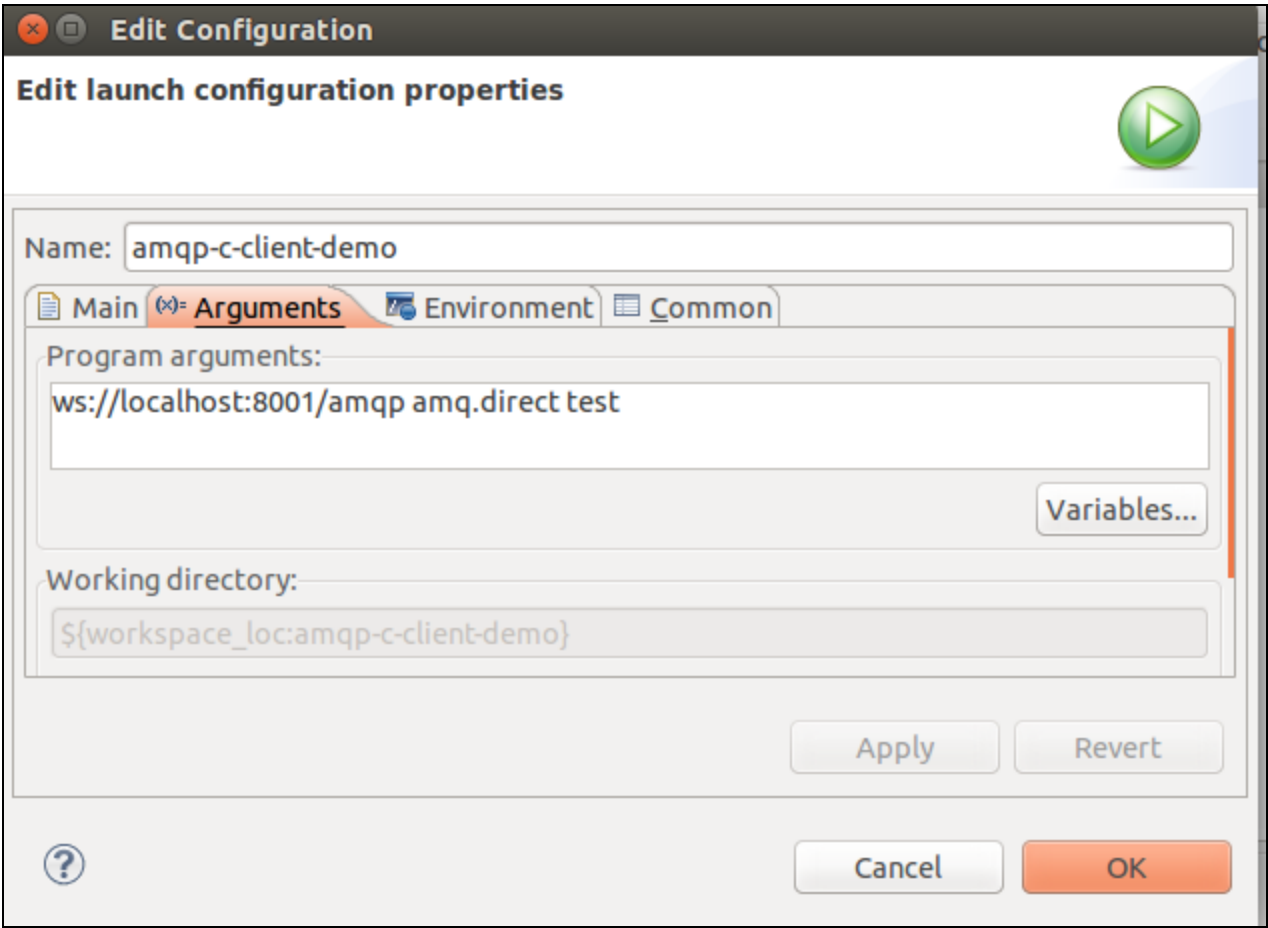 Edit Configuration
Edit launch configuration properties
Name: amqp-c-client-demo
Main (x)= Arguments Environment Common
Program arguments:
ws://localhost:8001/amqp amq.direct test
Variables...
Working directory:
${workspace_loc:amqp-c-client-demo}
Apply Revert
? Cancel OK